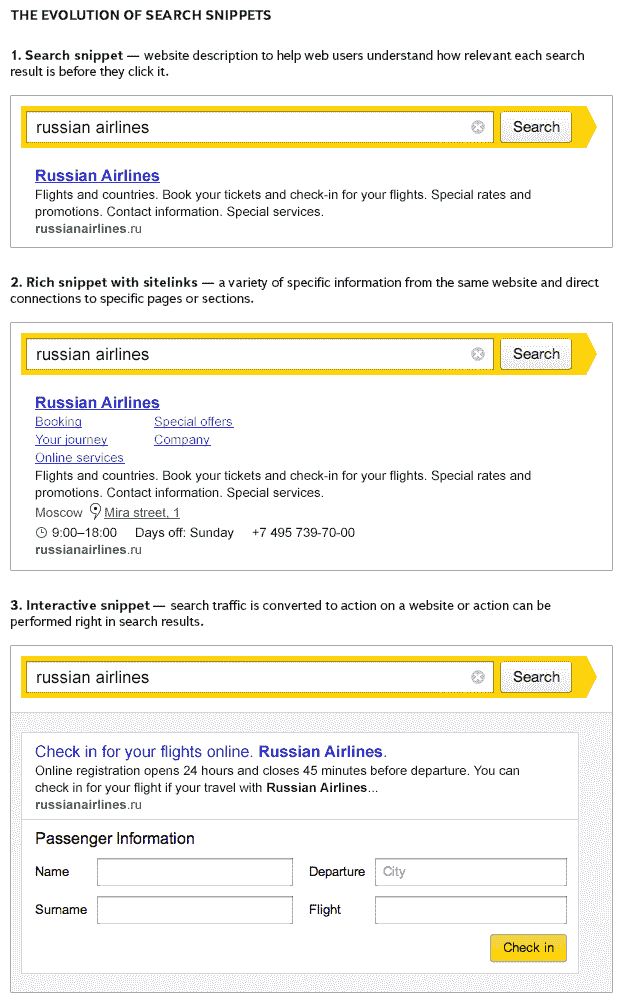 THE EVOLUTION OF SEARCH SNIPPETS
1. Search snippet — website description to help web users understand how relevant each search
result is before they click it.
russian airlines
Search
Russian Airlines
Flights and countries. Book your tickets and check-in for your flights. Special rates and
promotions. Contact information. Special services.
russianairlines.ru
2. Rich snippet with sitelinks — a variety of specific information from the same website and direct
connections to specific pages or sections.
russian airlines
Search
Russian Airlines
Booking Special offers
Your journey Company
Online services
Flights and countries. Book your tickets and check-in for your flights. Special rates and
promotions. Contact information. Special services.
Moscow Mira street, 1
9:00–18:00 Days off: Sunday +7 495 739-70-00
russianairlines.ru
3. Interactive snippet — search traffic is converted to action on a website or action can be
performed right in search results.
russian airlines
Search
Check in for your flights online. Russian Airlines.
Online registration opens 24 hours and closes 45 minutes before departure. You can
check in for your flight if your travel with Russian Airlines...
russianairlines.ru
Passenger Information
Name Departure City
Surname Flight
Check in